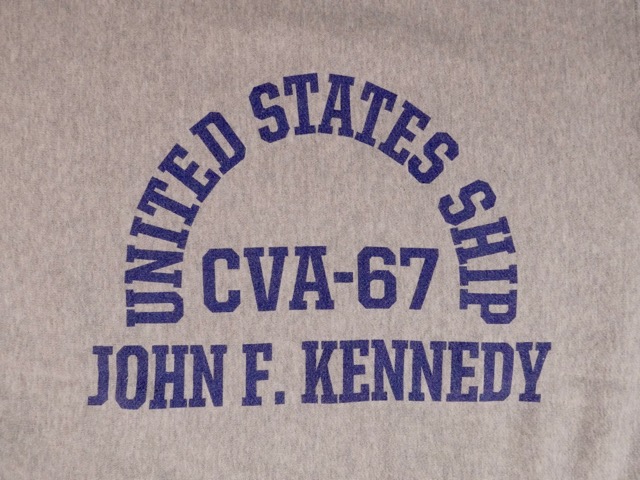 UNITED STATES SHIP
CVA-67
JOHN F. KENNEDY